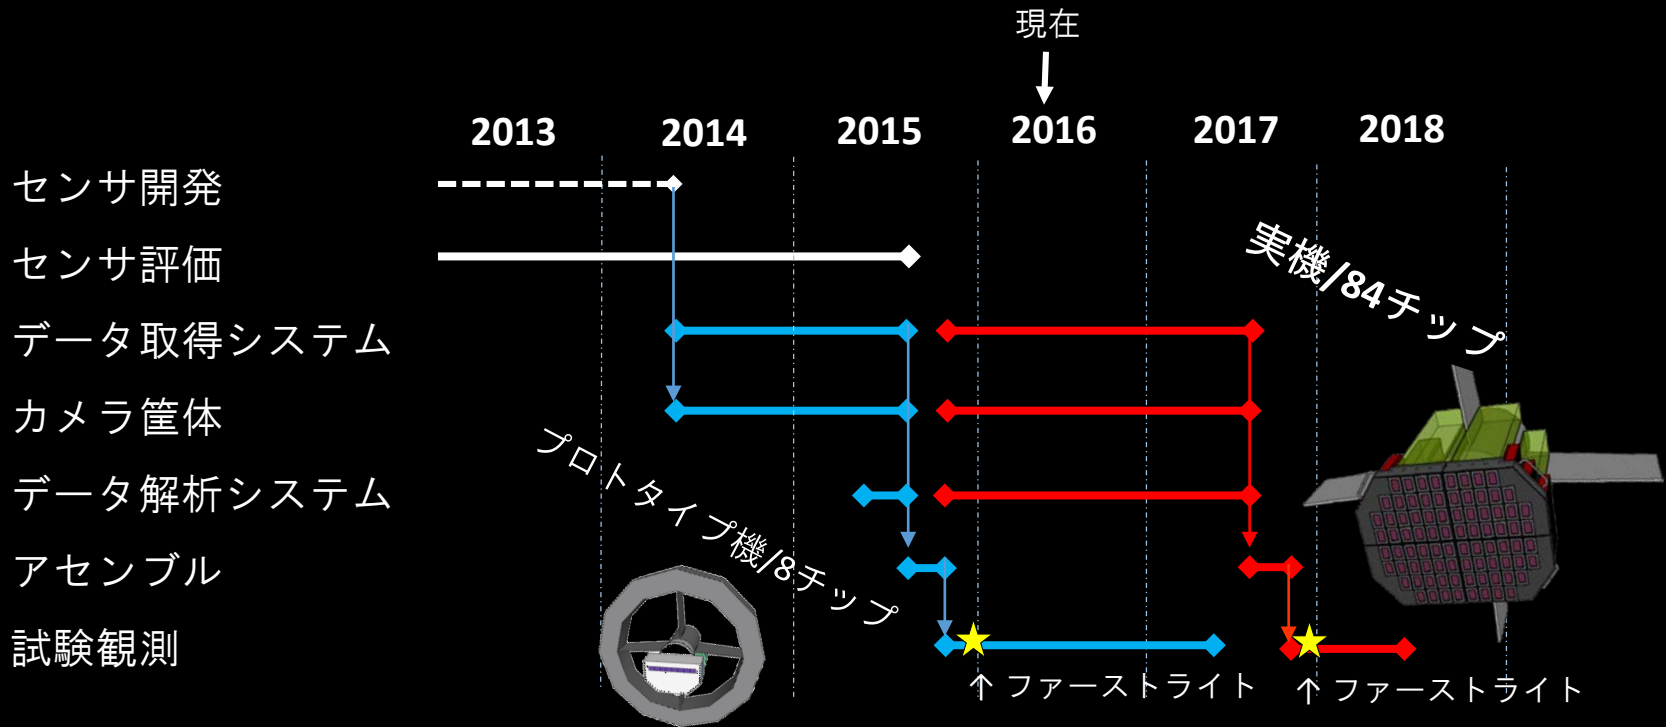 現在
2013 2014 2015 2016 2017 2018
センサ開発
センサ評価
実機/84チップ
データ取得システム
カメラ筐体
プロトタイプ機/8チップ
データ解析システム
アセンブル
試験観測
↑ ファーストライト ↑ ファーストライト